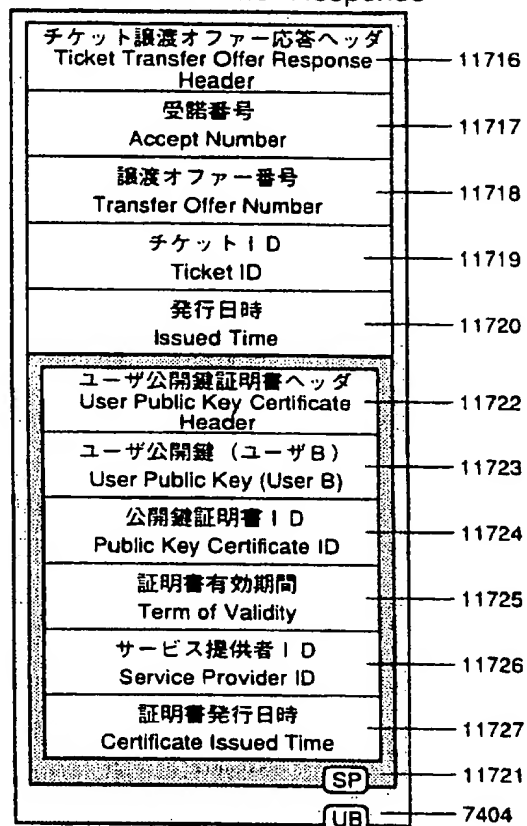 チケット譲渡オファー応答ヘッダ
Ticket Transfer Offer Response
Header
11716
受諾番号
Accept Number
11717
譲渡オファー番号
Transfer Offer Number
11718
チケットID
Ticket ID
11719
発行日時
Issued Time
11720
ユーザ公開鍵証明書ヘッダ
User Public Key Certificate
Header
11722
ユーザ公開鍵(ユーザB)
User Public Key (User B)
11723
公開鍵証明書ID
Public Key Certificate ID
11724
証明書有効期間
Term of Validity
11725
サービス提供者ID
Service Provider ID
11726
証明書発行日時
Certificate Issued Time
11727
SP
11721
UB
7404